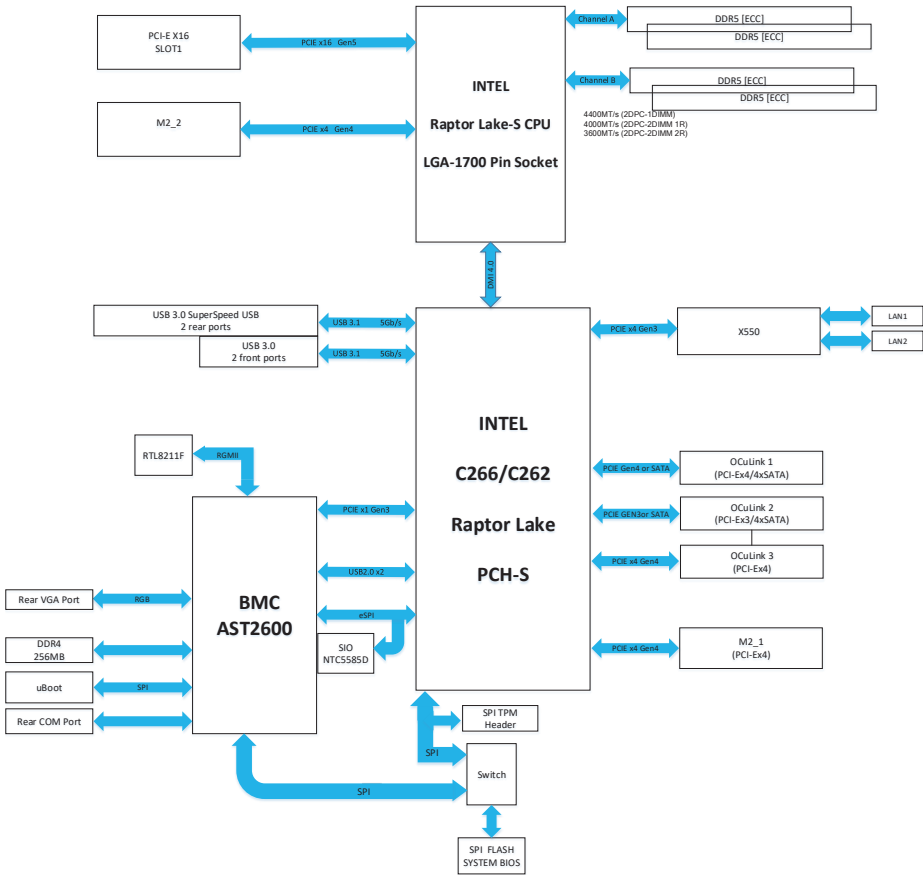 PCI-E X16
SLOT1
PCIE x16 Gen5
M2_2
PCIE x4 Gen4
INTEL
Raptor Lake-S CPU
LGA-1700 Pin Socket
Channel A
DDR5 [ECC]
DDR5 [ECC]
Channel B
DDR5 [ECC]
DDR5 [ECC]
4400MT/s (2DPC-1DIMM)
4000MT/s (2DPC-2DIMM 1R)
3600MT/s (2DPC-2DIMM 2R)
DMI 4.0
USB 3.0 SuperSpeed USB
2 rear ports
USB 3.1 5Gb/s
USB 3.0
2 front ports
USB 3.1 5Gb/s
INTEL
C266/C262
Raptor Lake
PCH-S
PCIE x4 Gen3
X550
LAN1
LAN2
RTL8211F
RGMII
PCIE Gen4 or SATA
OCuLink 1
(PCI-Ex4/4xSATA)
PCIE GEN3or SATA
OCuLink 2
(PCI-Ex3/4xSATA)
PCIE x4 Gen4
OCuLink 3
(PCI-Ex4)
PCIE x4 Gen4
M2_1
(PCI-Ex4)
PCIE x1 Gen3
USB2.0 x2
eSPI
SIO
NTC5585D
BMC
AST2600
Rear VGA Port
RGB
DDR4
256MB
uBoot
SPI
Rear COM Port
SPI TPM
Header
SPI
Switch
SPI
SPI FLASH
SYSTEM BIOS